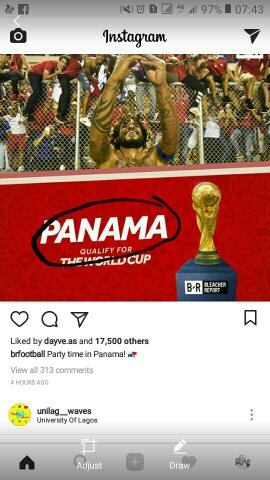 97% 07:43
Instagram
PANAMA
QUALIFY FOR
THE WORLD CUP
B R BLEACHER
REPORT
Liked by dayve.as and 17,500 others
brfootball Party time in Panama!
View all 313 comments
4 HOURS AGO
unilag__waves
University Of Lagos
Adjust
Draw